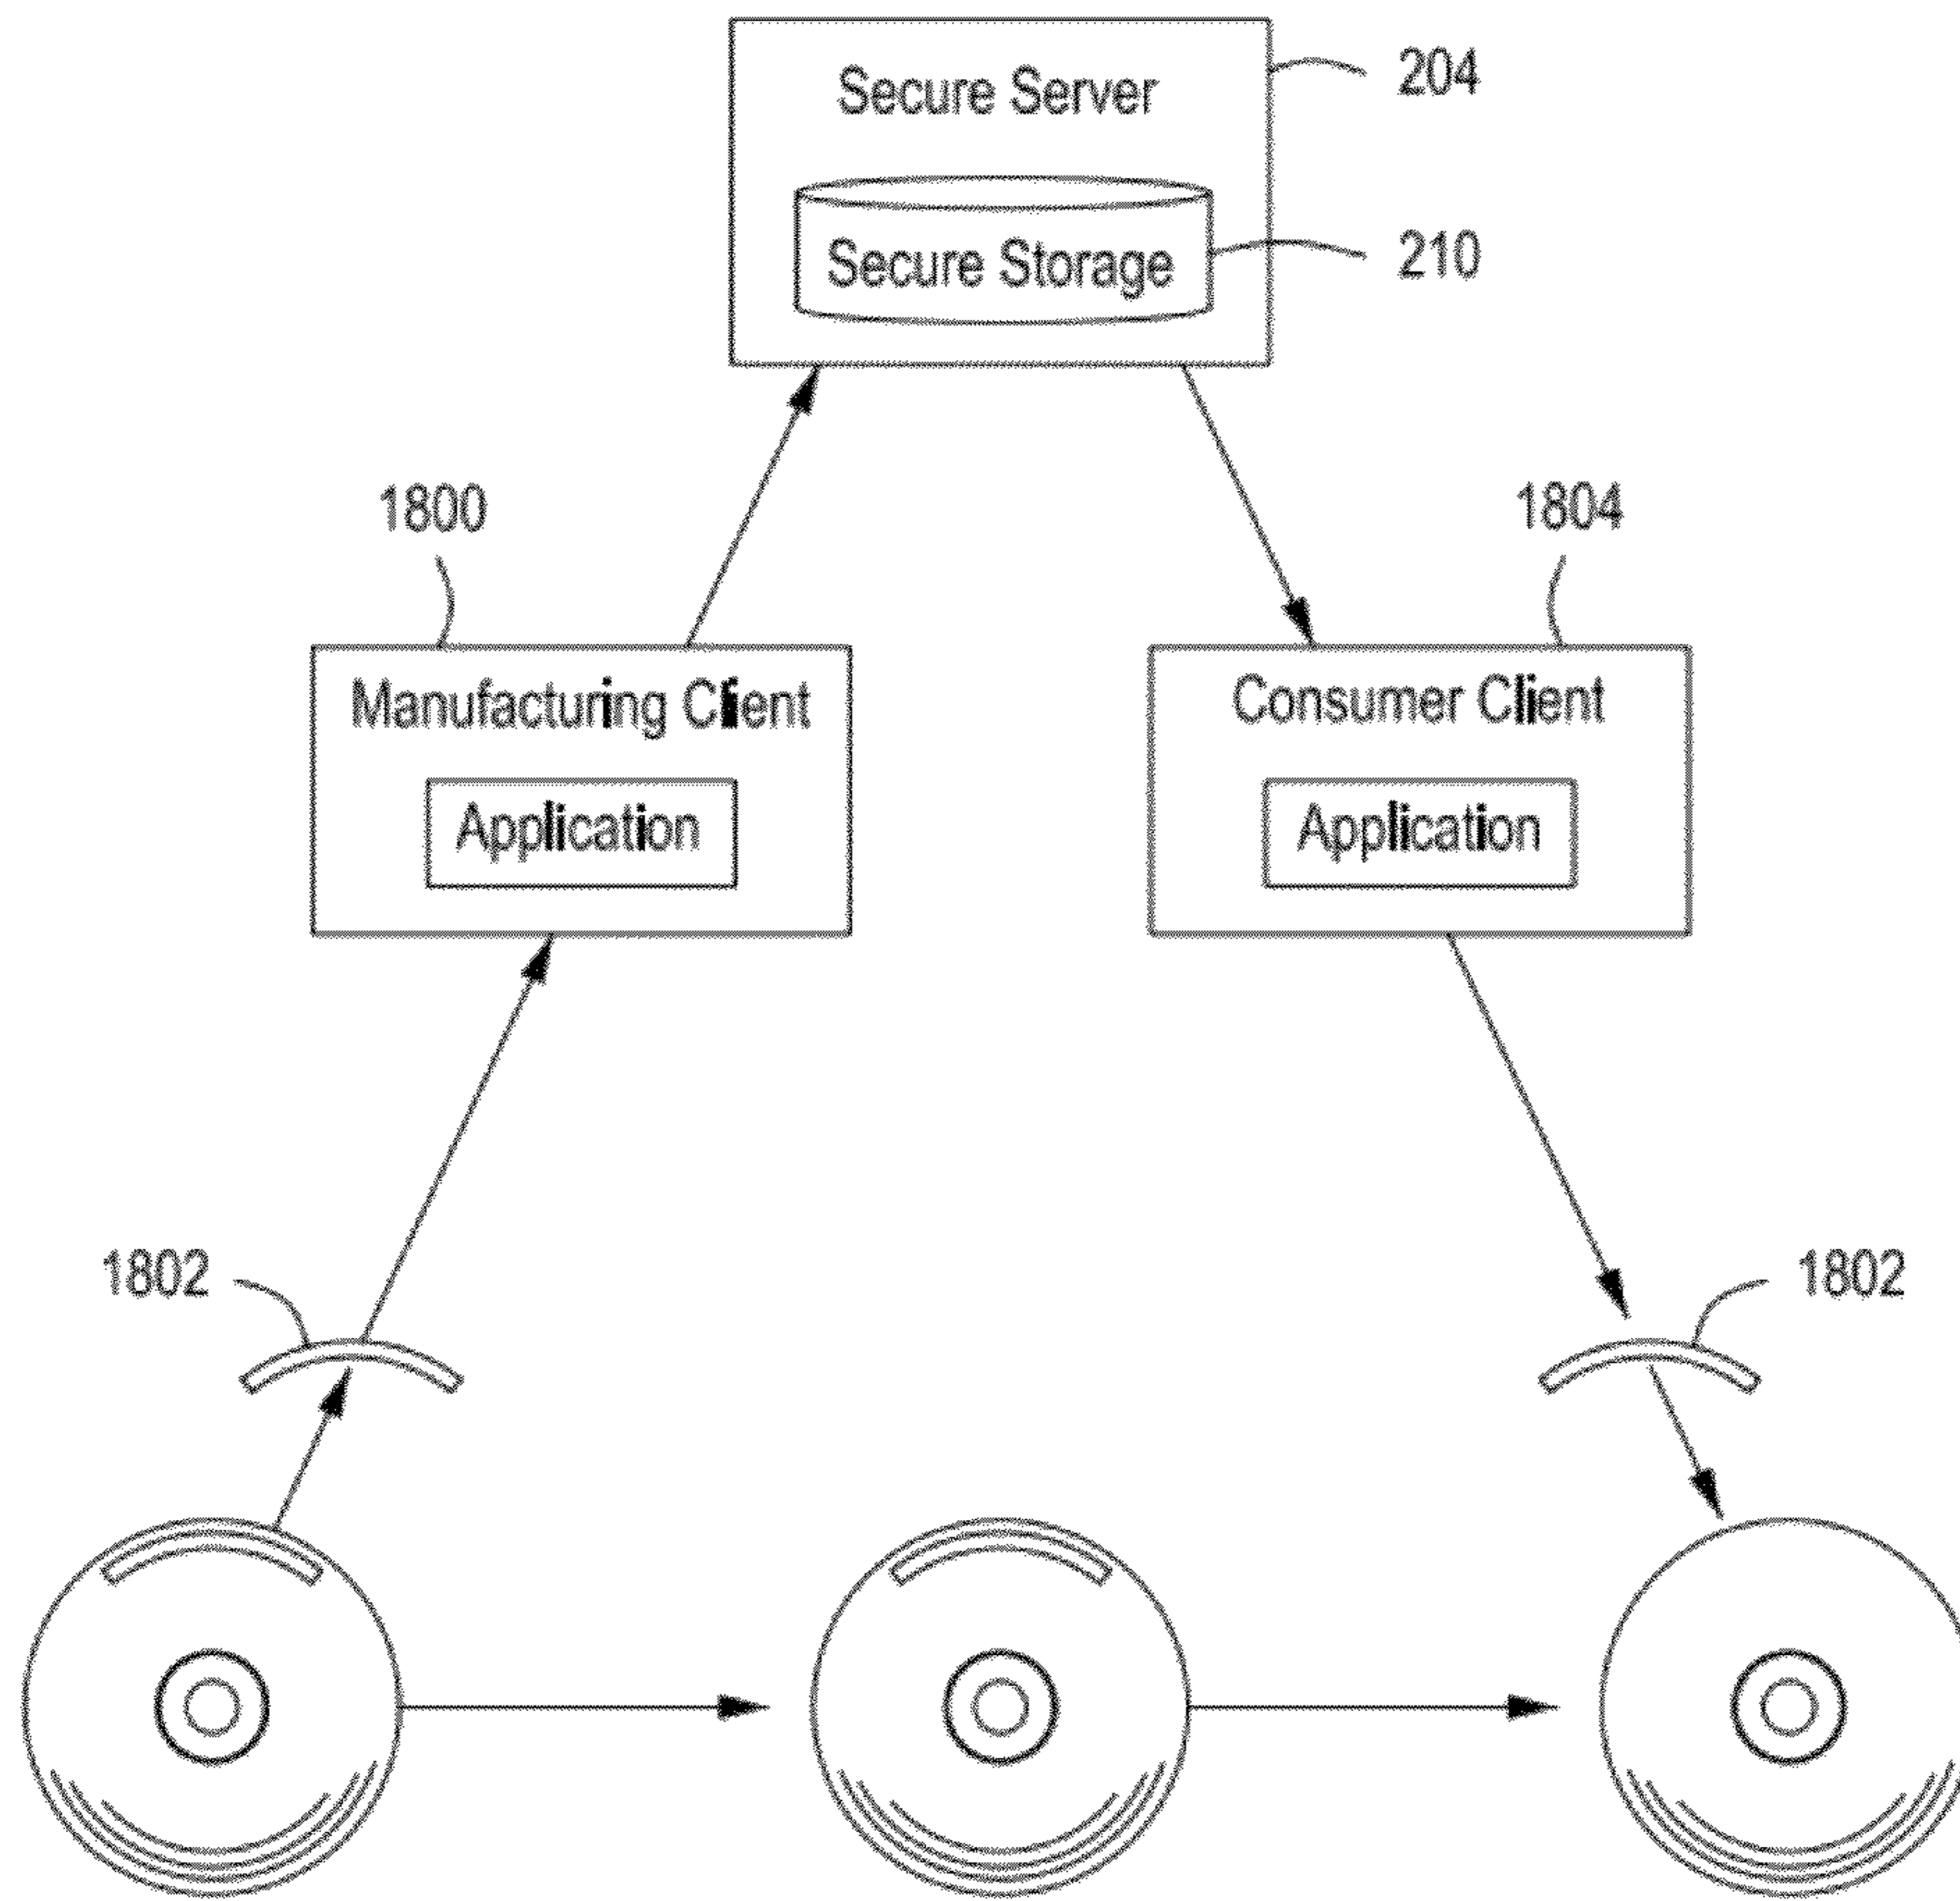 Secure Server
204
Secure Storage
210
1800
1804
Manufacturing Client
Consumer Client
Application
Application
1802
1802